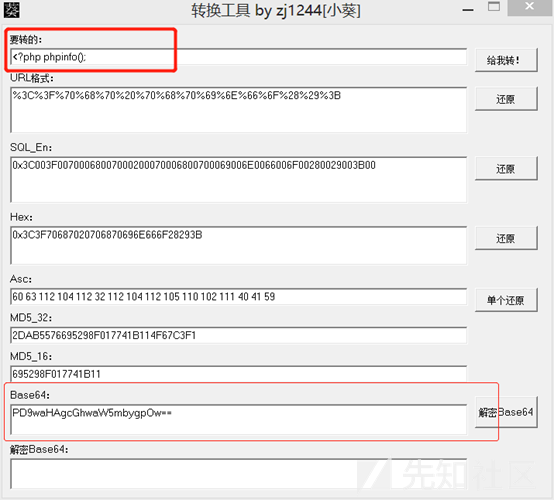 葵 转换工具 by zj1244[小葵]
要转的:
<?php phpinfo(); 给我转!
URL格式:
%3C%3F%70%68%70%20%70%68%70%69%6E%66%6F%28%29%3B 还原
SQL_En:
0x3C003F00700068007000200070006800700069006E0066006F00280029003B00 还原
Hex:
0x3C3F70687020706870696E666F28293B 还原
Asc:
60 63 112 104 112 32 112 104 112 105 110 102 111 40 41 59 单个还原
MD5_32:
2DAB5576695298F017741B114F67C3F1
MD5_16:
695298F017741B11
Base64:
PD9waHAgcGhwaW5mbygpOw== 解密Base64
解密Base64:
先知社区